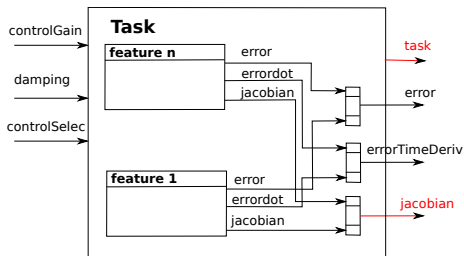 controlGain
damping
controlSelec
Task
feature n
error
errordot
jacobian
feature 1
error
errordot
jacobian
task
error
errorTimeDeriv
jacobian